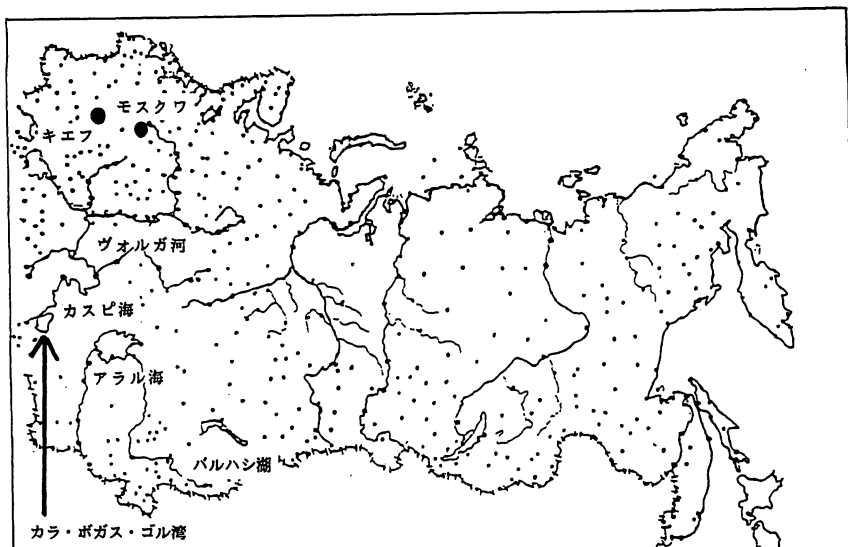 モスクワ
キエフ
ヴォルガ河
カスピ海
アラル海
バルハシ湖
カラ・ボガス・ゴル湾